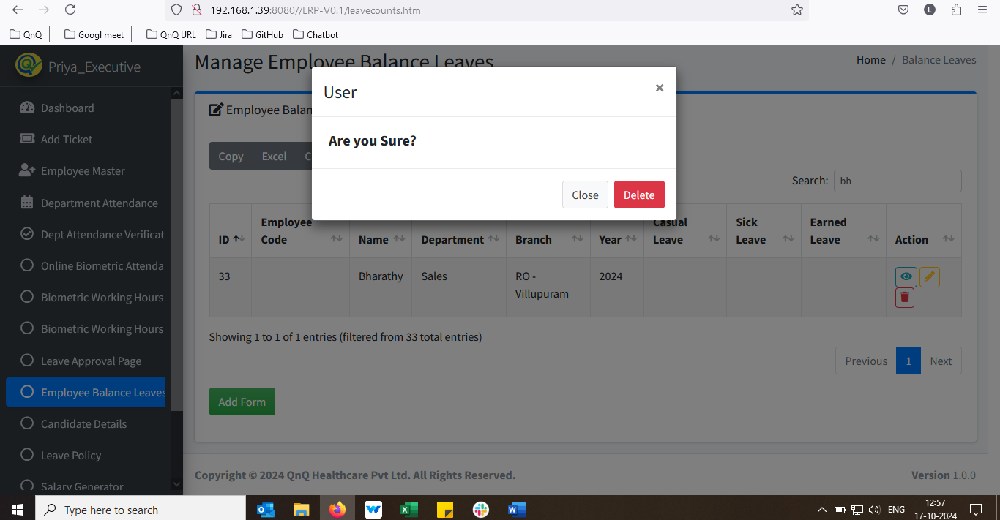 192.168.1.39:8080//ERP-V0.1/leavecounts.html
L
QnQ
Googl meet
QnQ URL
Jira
GitHub
Chatbot
Priya_Executive
Dashboard
Add Ticket
Employee Master
Department Attendance
Dept Attendance Verificat
Online Biometric Attenda
Biometric Working Hours
Biometric Working Hours
Leave Approval Page
Employee Balance Leaves
Candidate Details
Leave Policy
Salary Generator
Manage Employee Balance Leaves
Home / Balance Leaves
Employee Balan
User
×
Are you Sure?
Close
Delete
Copy
Excel
C
Search: bh
ID
Employee Code
Name
Department
Branch
Year
Casual Leave
Sick Leave
Earned Leave
Action
33
Bharathy
Sales
RO -
Villupuram
2024
Showing 1 to 1 of 1 entries (filtered from 33 total entries)
Previous
1
Next
Add Form
Copyright © 2024 QnQ Healthcare Pvt Ltd. All Rights Reserved.
Version 1.0.0
Type here to search
ENG
12:57
17-10-2024